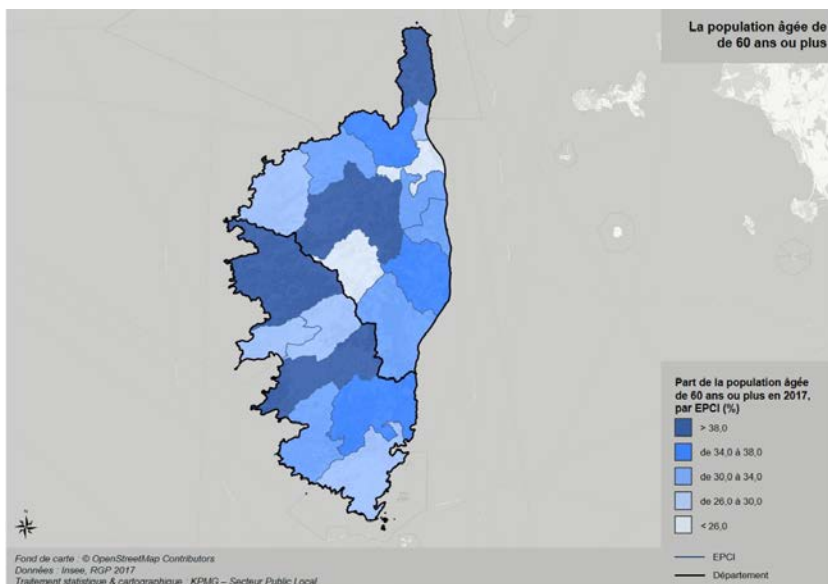 La population âgée de
de 60 ans ou plus
Part de la population âgée
de 60 ans ou plus en 2017,
par EPCI (%)
> 38,0
de 34,0 à 38,0
de 30,0 à 34,0
de 26,0 à 30,0
< 26,0
EPCI
Département
Fond de carte : © OpenStreetMap Contributors
Données : Insee, RGP 2017
Traitement statistique & cartographique : KPMG – Secteur Public Local